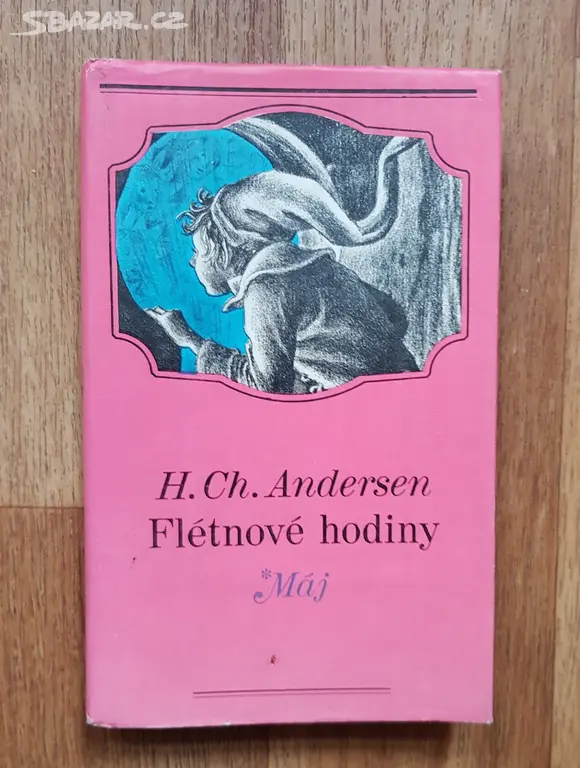 SBAZAR.CZ
H. Ch. Andersen
Flétnové hodiny
*Máj